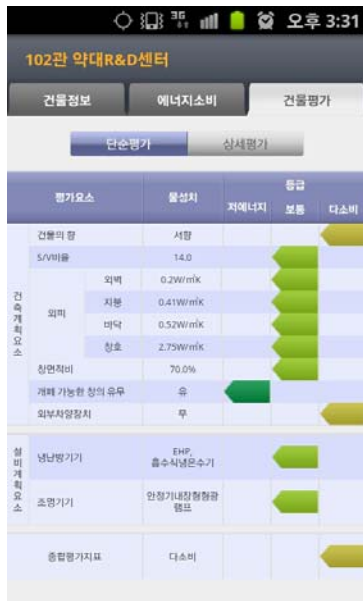 3G
오후 3:31
102관 약대R&D센터
건물정보 에너지소비 건물평가
단순평가 상세평가
평가요소 물성치 등급
저에너지 보통 다소비
건축계획요소
건물의 향 서향
S/V비율 14.0
외피
외벽 0.2W/㎡K
지붕 0.41W/㎡K
바닥 0.52W/㎡K
창호 2.75W/㎡K
창면적비 70.0%
개폐 가능한 창의 유무 유
외부차양장치 무
설비계획요소
냉난방기기 EHP,
흡수식냉온수기
조명기기 안정기내장형형광
램프
종합평가지표 다소비